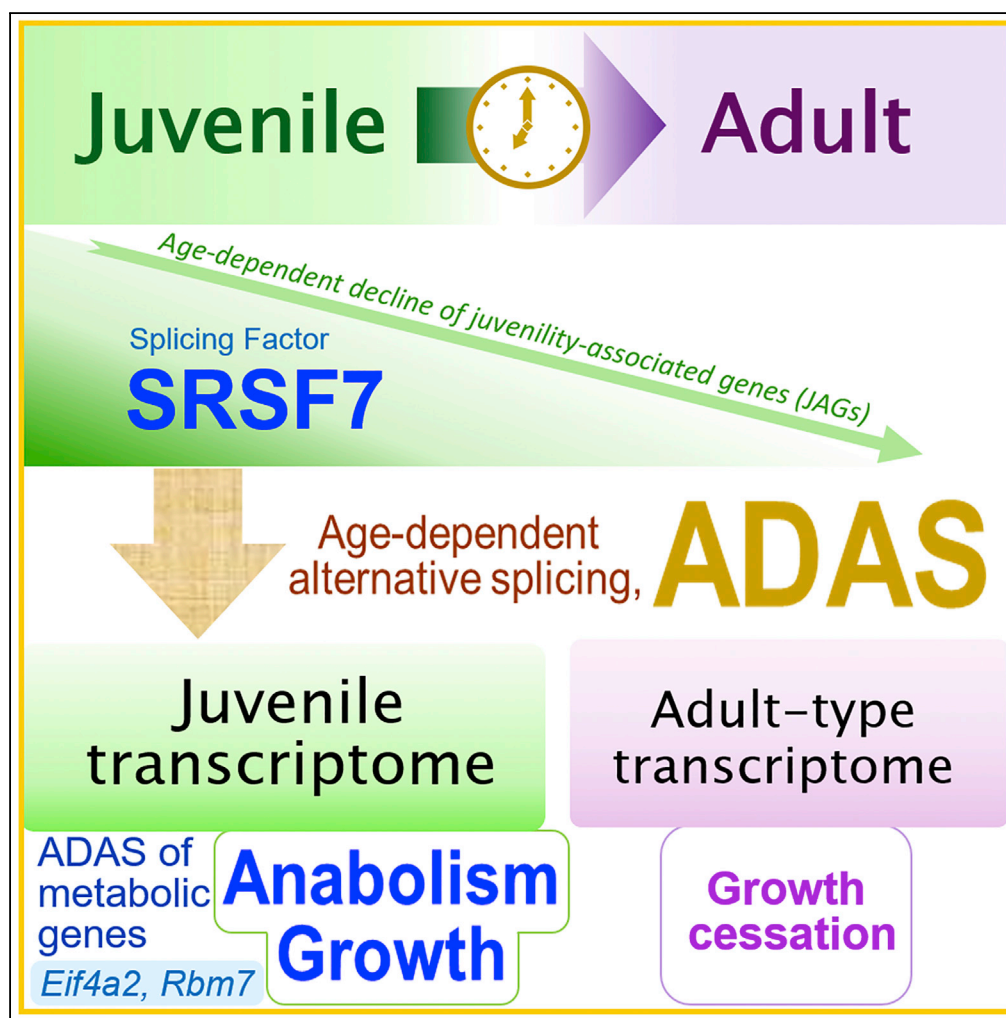 Juvenile
Adult
Age-dependent decline of juvenility-associated genes (JAGs)
Splicing Factor
SRSF7
Age-dependent
alternative splicing,
ADAS
Juvenile
transcriptome
Adult-type
transcriptome
ADAS of
metabolic
genes
Eif4a2, Rbm7
Anabolism
Growth
Growth
cessation